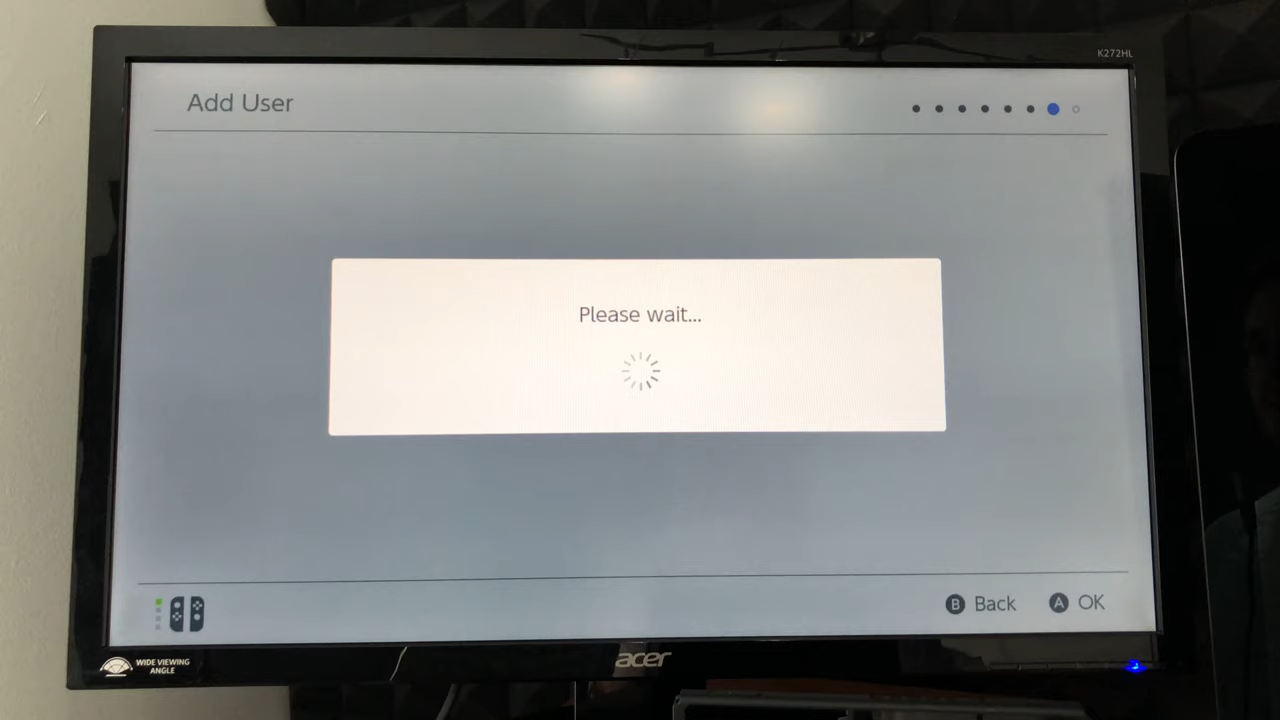 K272HL
Add User
Please wait...
B Back A OK
WIDE VIEWING
ANGLE
acer